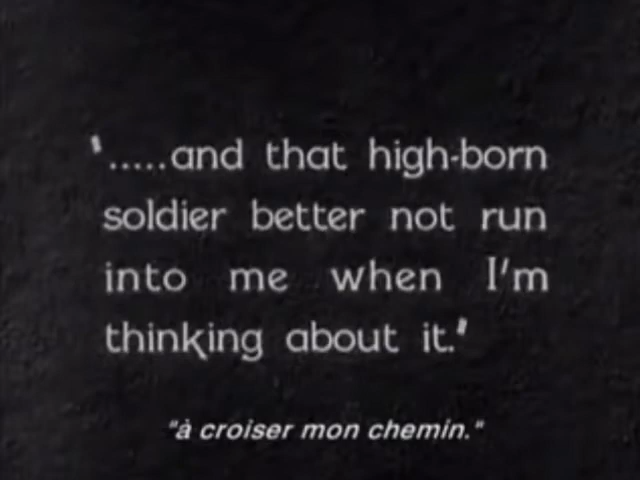 '.....and that high-born
soldier better not run
into me when I'm
thinking about it.'
"à croiser mon chemin."